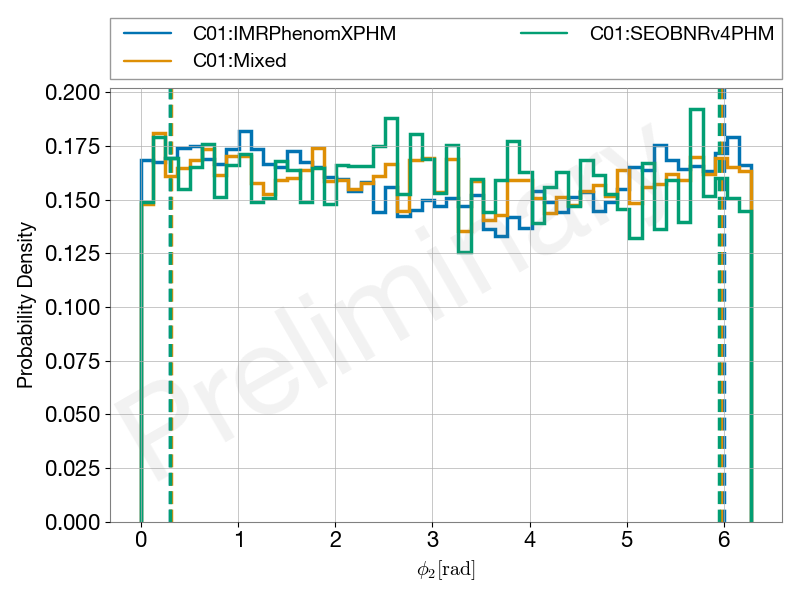 C01:IMRPhenomXPHM
C01:Mixed
C01:SEOBNRv4PHM
0.200
0.175
0.150
0.125
0.100
0.075
0.050
0.025
0.000
Probability Density
Preliminary
0 1 2 3 4 5 6
ϕ₂[rad]